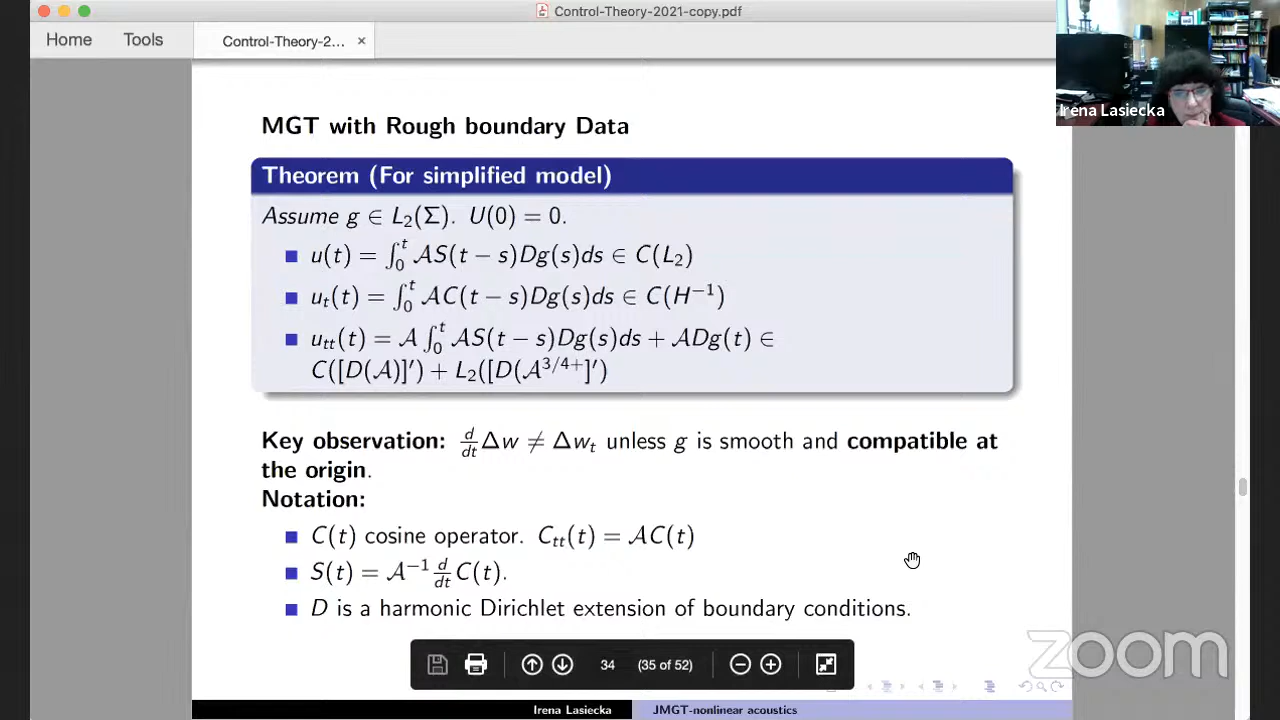 Control-Theory-2021-copy.pdf
Home Tools Control-Theory-2... ×
Irena Lasiecka
MGT with Rough boundary Data
Theorem (For simplified model)
Assume g ∈ L₂(Σ). U(0) = 0.
■ u(t) = ∫₀ᵗ 𝒜S(t − s)Dg(s)ds ∈ C(L₂)
■ uₜ(t) = ∫₀ᵗ 𝒜C(t − s)Dg(s)ds ∈ C(H⁻¹)
■ uₜₜ(t) = 𝒜 ∫₀ᵗ 𝒜S(t − s)Dg(s)ds + 𝒜Dg(t) ∈
C([D(𝒜)]′) + L₂([D(𝒜^{3/4+}]′)
Key observation: d/dt Δw ≠ Δwₜ unless g is smooth and compatible at
the origin.
Notation:
■ C(t) cosine operator. Cₜₜ(t) = 𝒜C(t)
■ S(t) = 𝒜⁻¹ d/dt C(t).
■ D is a harmonic Dirichlet extension of boundary conditions.
34 (35 of 52)
zoom
Irena Lasiecka JMGT-nonlinear acoustics